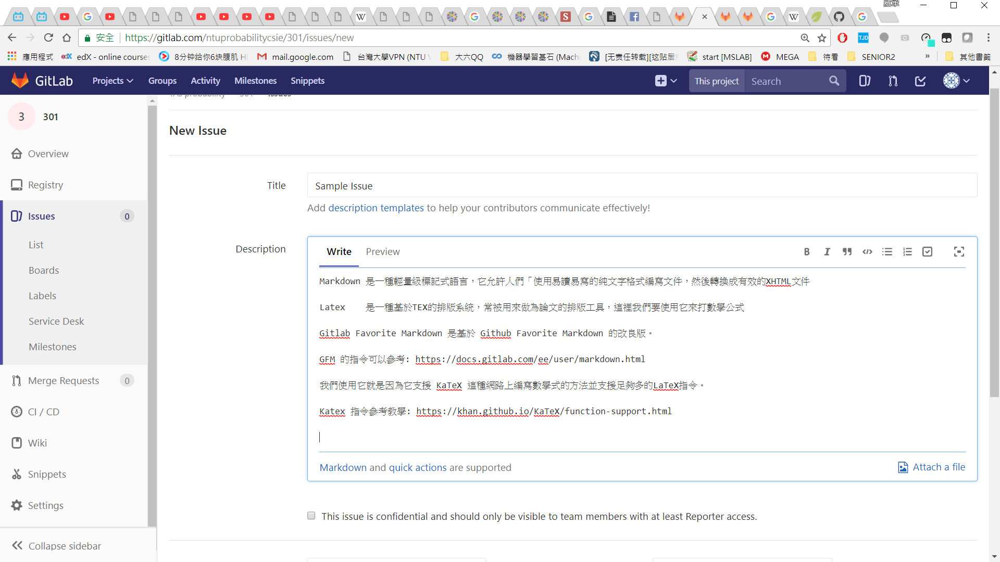 威承
安全 https://gitlab.com/ntuprobabilitycsie/301/issues/new
應用程式 edX - online courses 8分钟给你6块腹肌 HD mail.google.com 台灣大學VPN (NTU V 大六QQ 機器學習基石 (Machi [无责任转载][这贴居然 start [MSLAB] MEGA 待看 SENIOR2 » 其他書籤
GitLab Projects Groups Activity Milestones Snippets This project Search
TAs probability 301 Issues
3 301
New Issue
Overview
Registry
Title Sample Issue
Add description templates to help your contributors communicate effectively!
Issues 0
List
Boards
Labels
Service Desk
Milestones
Merge Requests 0
CI / CD
Wiki
Snippets
Settings
Collapse sidebar
Description
Write Preview
Markdown 是一種輕量級標記式語言，它允許人們「使用易讀易寫的純文字格式編寫文件，然後轉換成有效的XHTML文件
Latex 是一種基於TEX的排版系統，常被用來做為論文的排版工具，這裡我們要使用它來打數學公式
Gitlab Favorite Markdown 是基於 Github Favorite Markdown 的改良版。
GFM 的指令可以參考: https://docs.gitlab.com/ee/user/markdown.html
我們使用它就是因為它支援 KaTeX 這種網路上編寫數學式的方法並支援足夠多的LaTeX指令。
Katex 指令參考教學: https://khan.github.io/KaTeX/function-support.html
Markdown and quick actions are supported
Attach a file
This issue is confidential and should only be visible to team members with at least Reporter access.